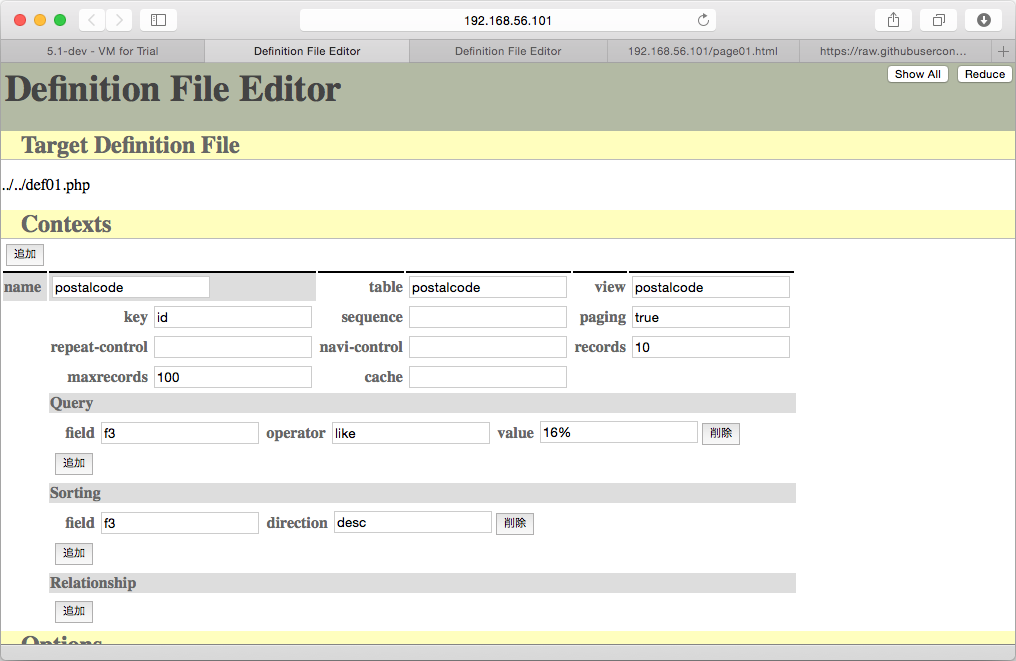 192.168.56.101
5.1-dev - VM for Trial Definition File Editor Definition File Editor 192.168.56.101/page01.html https://raw.githubusercon...
Definition File Editor Show All Reduce
Target Definition File
../../def01.php
Contexts
追加
name postalcode table postalcode view postalcode
key id sequence paging true
repeat-control navi-control records 10
maxrecords 100 cache
Query
field f3 operator like value 16% 削除
追加
Sorting
field f3 direction desc 削除
追加
Relationship
追加
Options